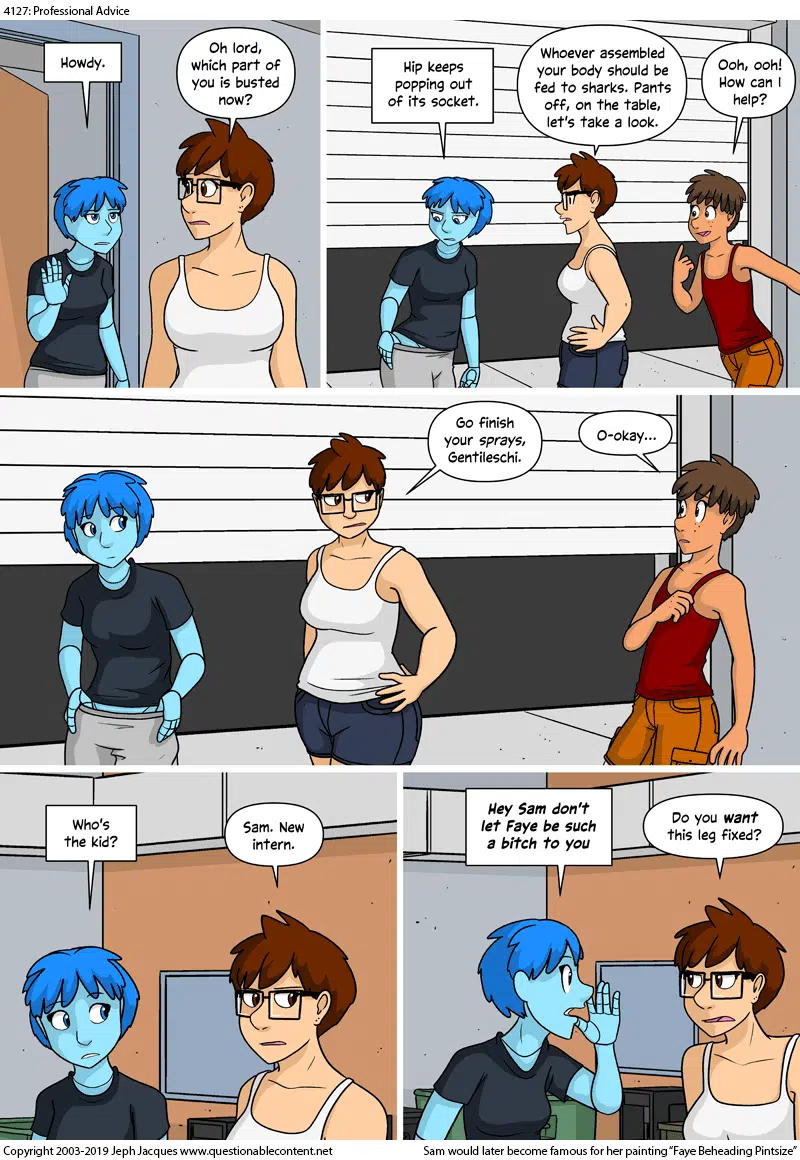 4127: Professional Advice
Howdy.
Oh lord,
which part of
you is busted
now?
Hip keeps
popping out
of its socket.
Whoever assembled
your body should be
fed to sharks. Pants
off, on the table,
let's take a look.
Ooh, ooh!
How can I
help?
Go finish
your sprays,
Gentileschi.
O-okay...
Who's
the kid?
Sam. New
intern.
Hey Sam don't
let Faye be such
a bitch to you
Do you want
this leg fixed?
Copyright 2003-2019 Jeph Jacques www.questionablecontent.net
Sam would later become famous for her painting "Faye Beheading Pintsize"